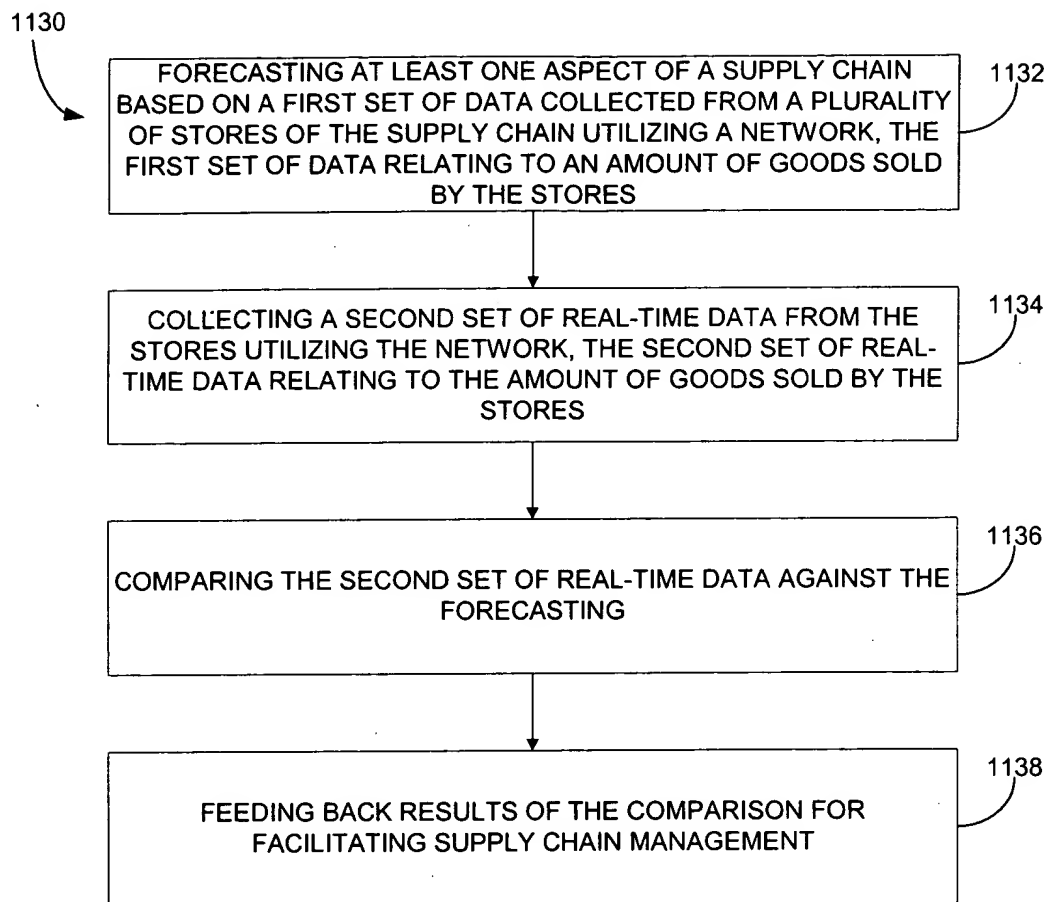 1130
FORECASTING AT LEAST ONE ASPECT OF A SUPPLY CHAIN
BASED ON A FIRST SET OF DATA COLLECTED FROM A PLURALITY
OF STORES OF THE SUPPLY CHAIN UTILIZING A NETWORK, THE
FIRST SET OF DATA RELATING TO AN AMOUNT OF GOODS SOLD
BY THE STORES
1132
COLLECTING A SECOND SET OF REAL-TIME DATA FROM THE
STORES UTILIZING THE NETWORK, THE SECOND SET OF REAL-
TIME DATA RELATING TO THE AMOUNT OF GOODS SOLD BY THE
STORES
1134
COMPARING THE SECOND SET OF REAL-TIME DATA AGAINST THE
FORECASTING
1136
FEEDING BACK RESULTS OF THE COMPARISON FOR
FACILITATING SUPPLY CHAIN MANAGEMENT
1138